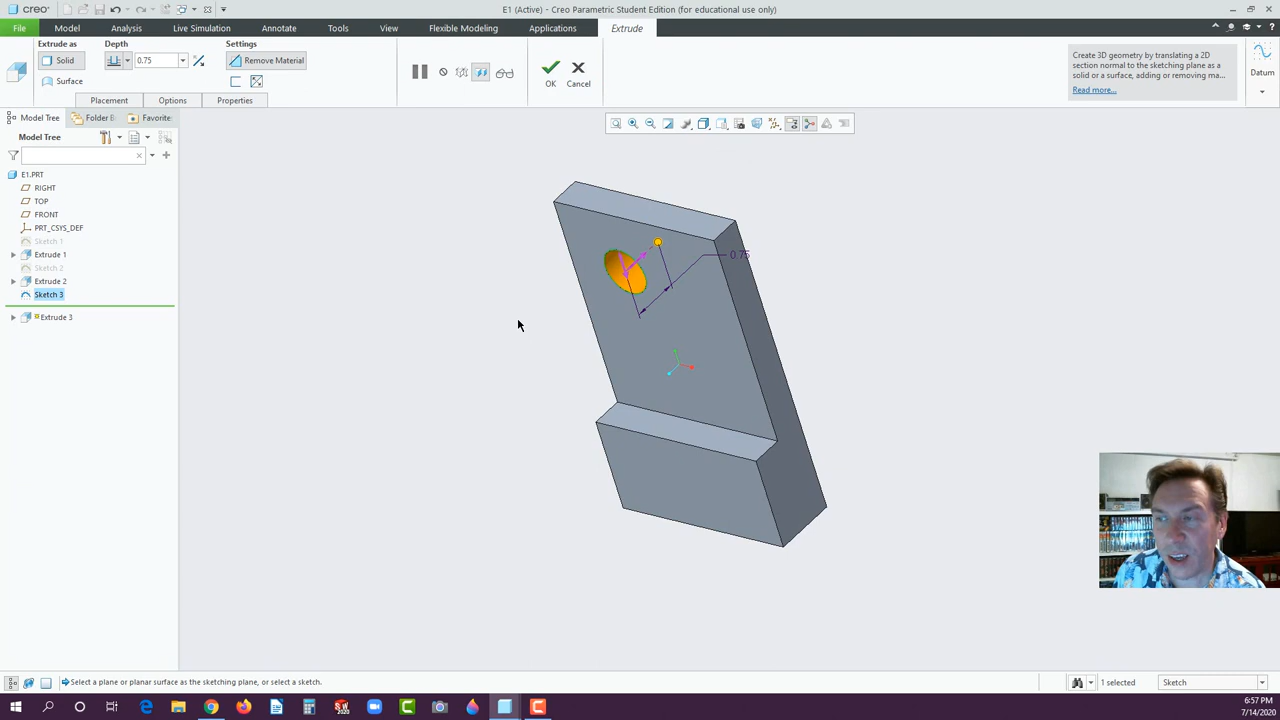 creo
E1 (Active) - Creo Parametric Student Edition (for educational use only)
File Model Analysis Live Simulation Annotate Tools View Flexible Modeling Applications Extrude
Extrude as Depth Settings
Solid 0.75 Remove Material
Surface
OK Cancel
Create 3D geometry by translating a 2D
section normal to the sketching plane as a
solid or a surface, adding or removing ma...
Read more...
Datum
Placement Options Properties
Model Tree Folder B Favorite
Model Tree
E1.PRT
RIGHT
TOP
FRONT
PRT_CSYS_DEF
Sketch 1
Extrude 1
Sketch 2
Extrude 2
Sketch 3
Extrude 3
0.75
Select a plane or planar surface as the sketching plane, or select a sketch.
1 selected
Sketch
6:57 PM
7/14/2020